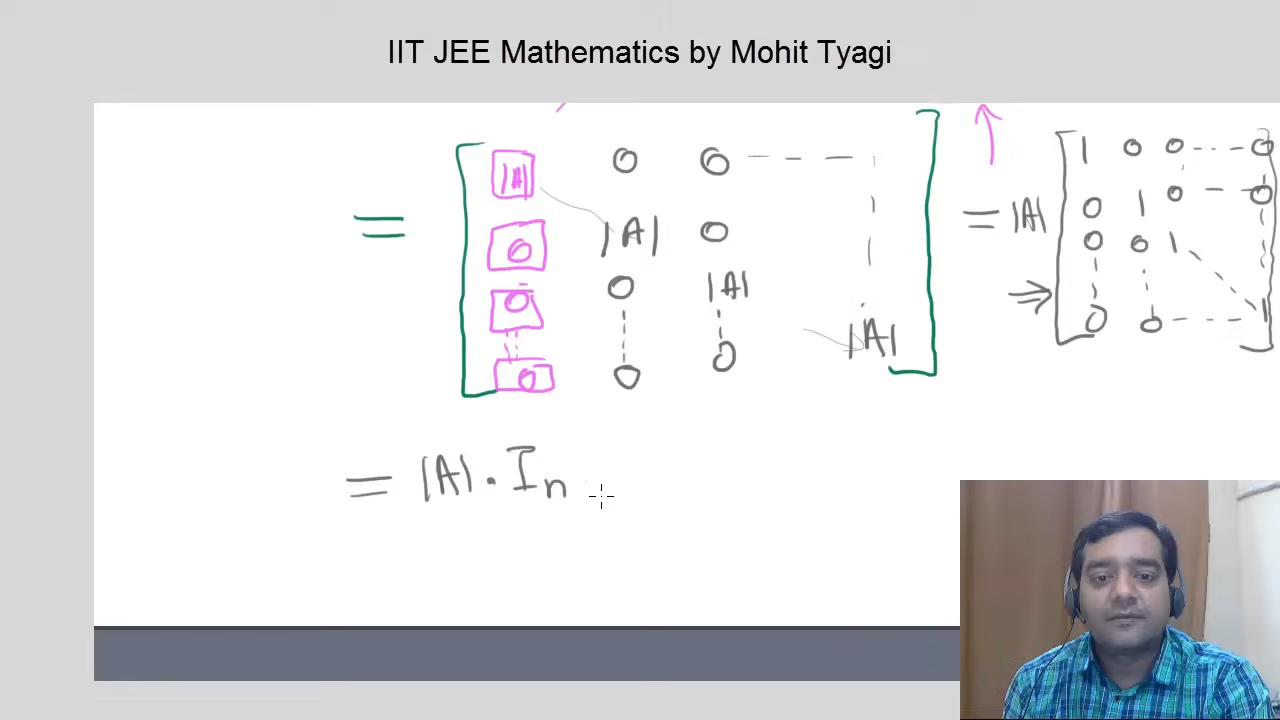 IIT JEE Mathematics by Mohit Tyagi
= [ |A| 0 0 - - -
0 |A| 0
0 0 |A|
0 0 0 |A| ]
= |A| [ 1 0 0 - - - 0
0 1 0 - - 0
0 0 1
⇒ 0 0 - - - - 1 ]
= |A| · In